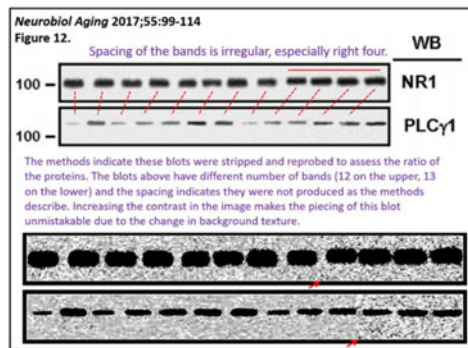 Neurobiol Aging 2017;55:99-114
Figure 12.
Spacing of the bands is irregular, especially right four.
WB
100
NR1
100
PLCγ1
The methods indicate these blots were stripped and reprobed to assess the ratio of
the proteins. The blots above have different number of bands (12 on the upper, 13
on the lower) and the spacing indicates they were not produced as the methods
describe. Increasing the contrast in the image makes the piecing of this blot
unmistakable due to the change in background texture.